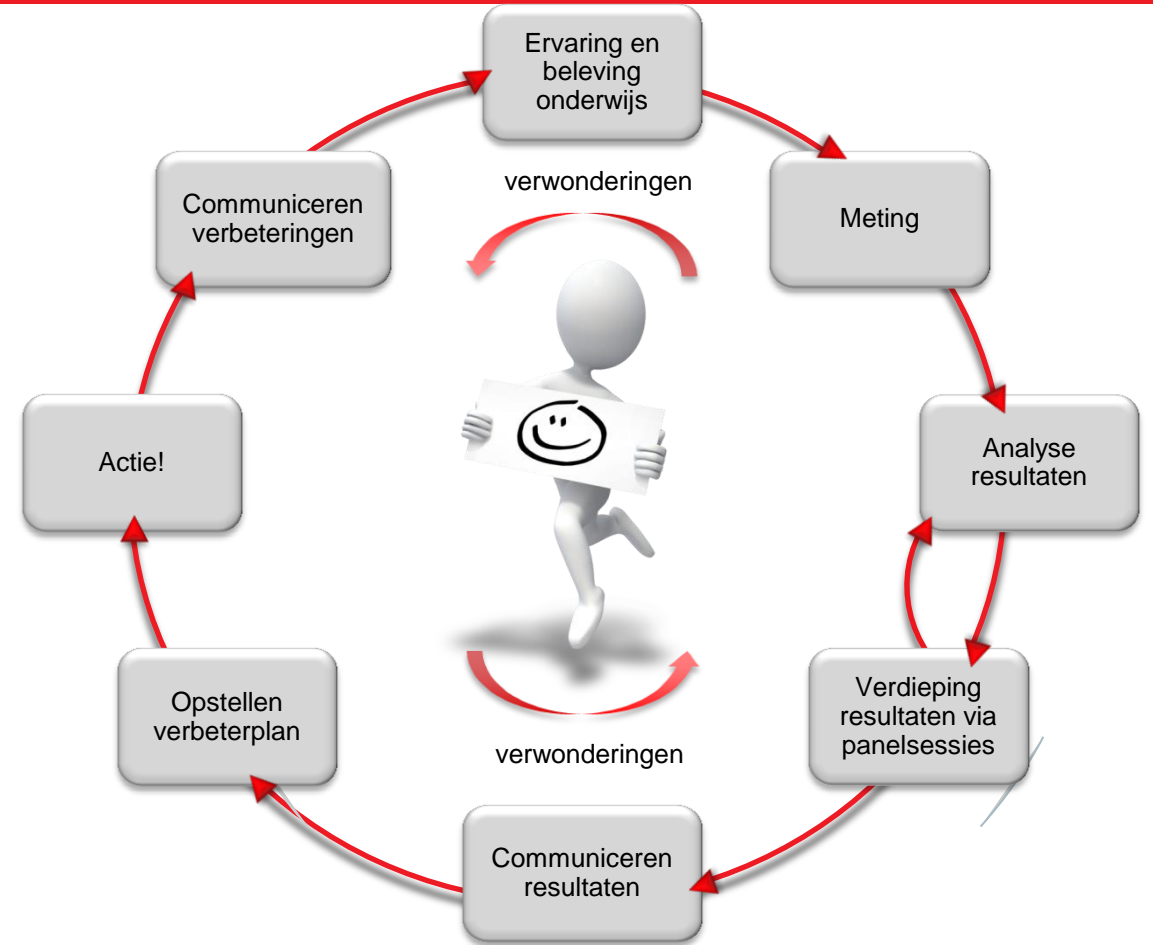 Ervaring en
beleving
onderwijs
verwonderingen
Meting
Analyse
resultaten
Verdieping
resultaten via
panelsessies
Communiceren
resultaten
Opstellen
verbeterplan
Actie!
Communiceren
verbeteringen
verwonderingen